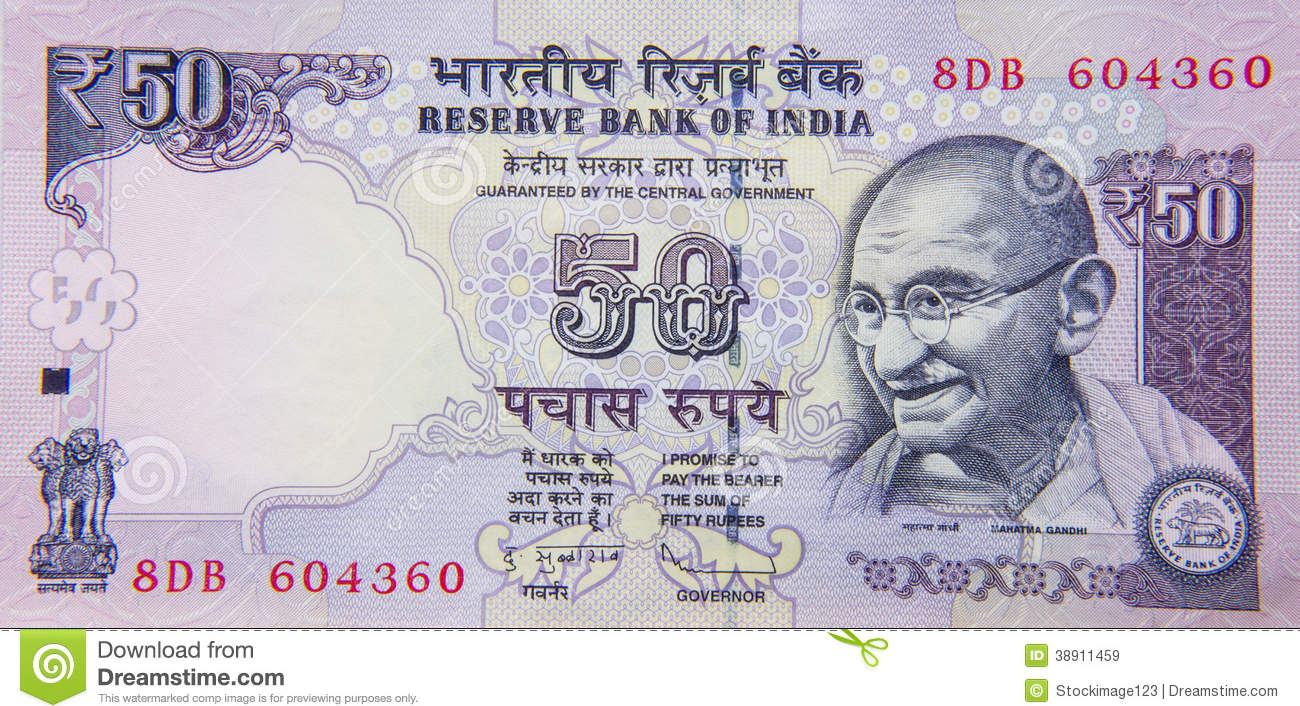 ₹50
भारतीय रिज़र्व बैंक
8DB 604360
RESERVE BANK OF INDIA
केन्द्रीय सरकार द्वारा प्रत्याभूत
GUARANTEED BY THE CENTRAL GOVERNMENT
₹50
50
पचास रुपये
मैं धारक को
पचास रुपये
अदा करने का
वचन देता हूँ।
I PROMISE TO
PAY THE BEARER
THE SUM OF
FIFTY RUPEES
महात्मा गांधी
MAHATMA GANDHI
भारतीय रिज़र्व बैंक
RESERVE BANK OF INDIA
दु. सुब्बाराव
गवर्नर
GOVERNOR
सत्यमेव जयते
8DB 604360
dreamstime
Download from
Dreamstime.com
This watermarked comp image is for previewing purposes only.
ID 38911459
© Stockimage123 | Dreamstime.com